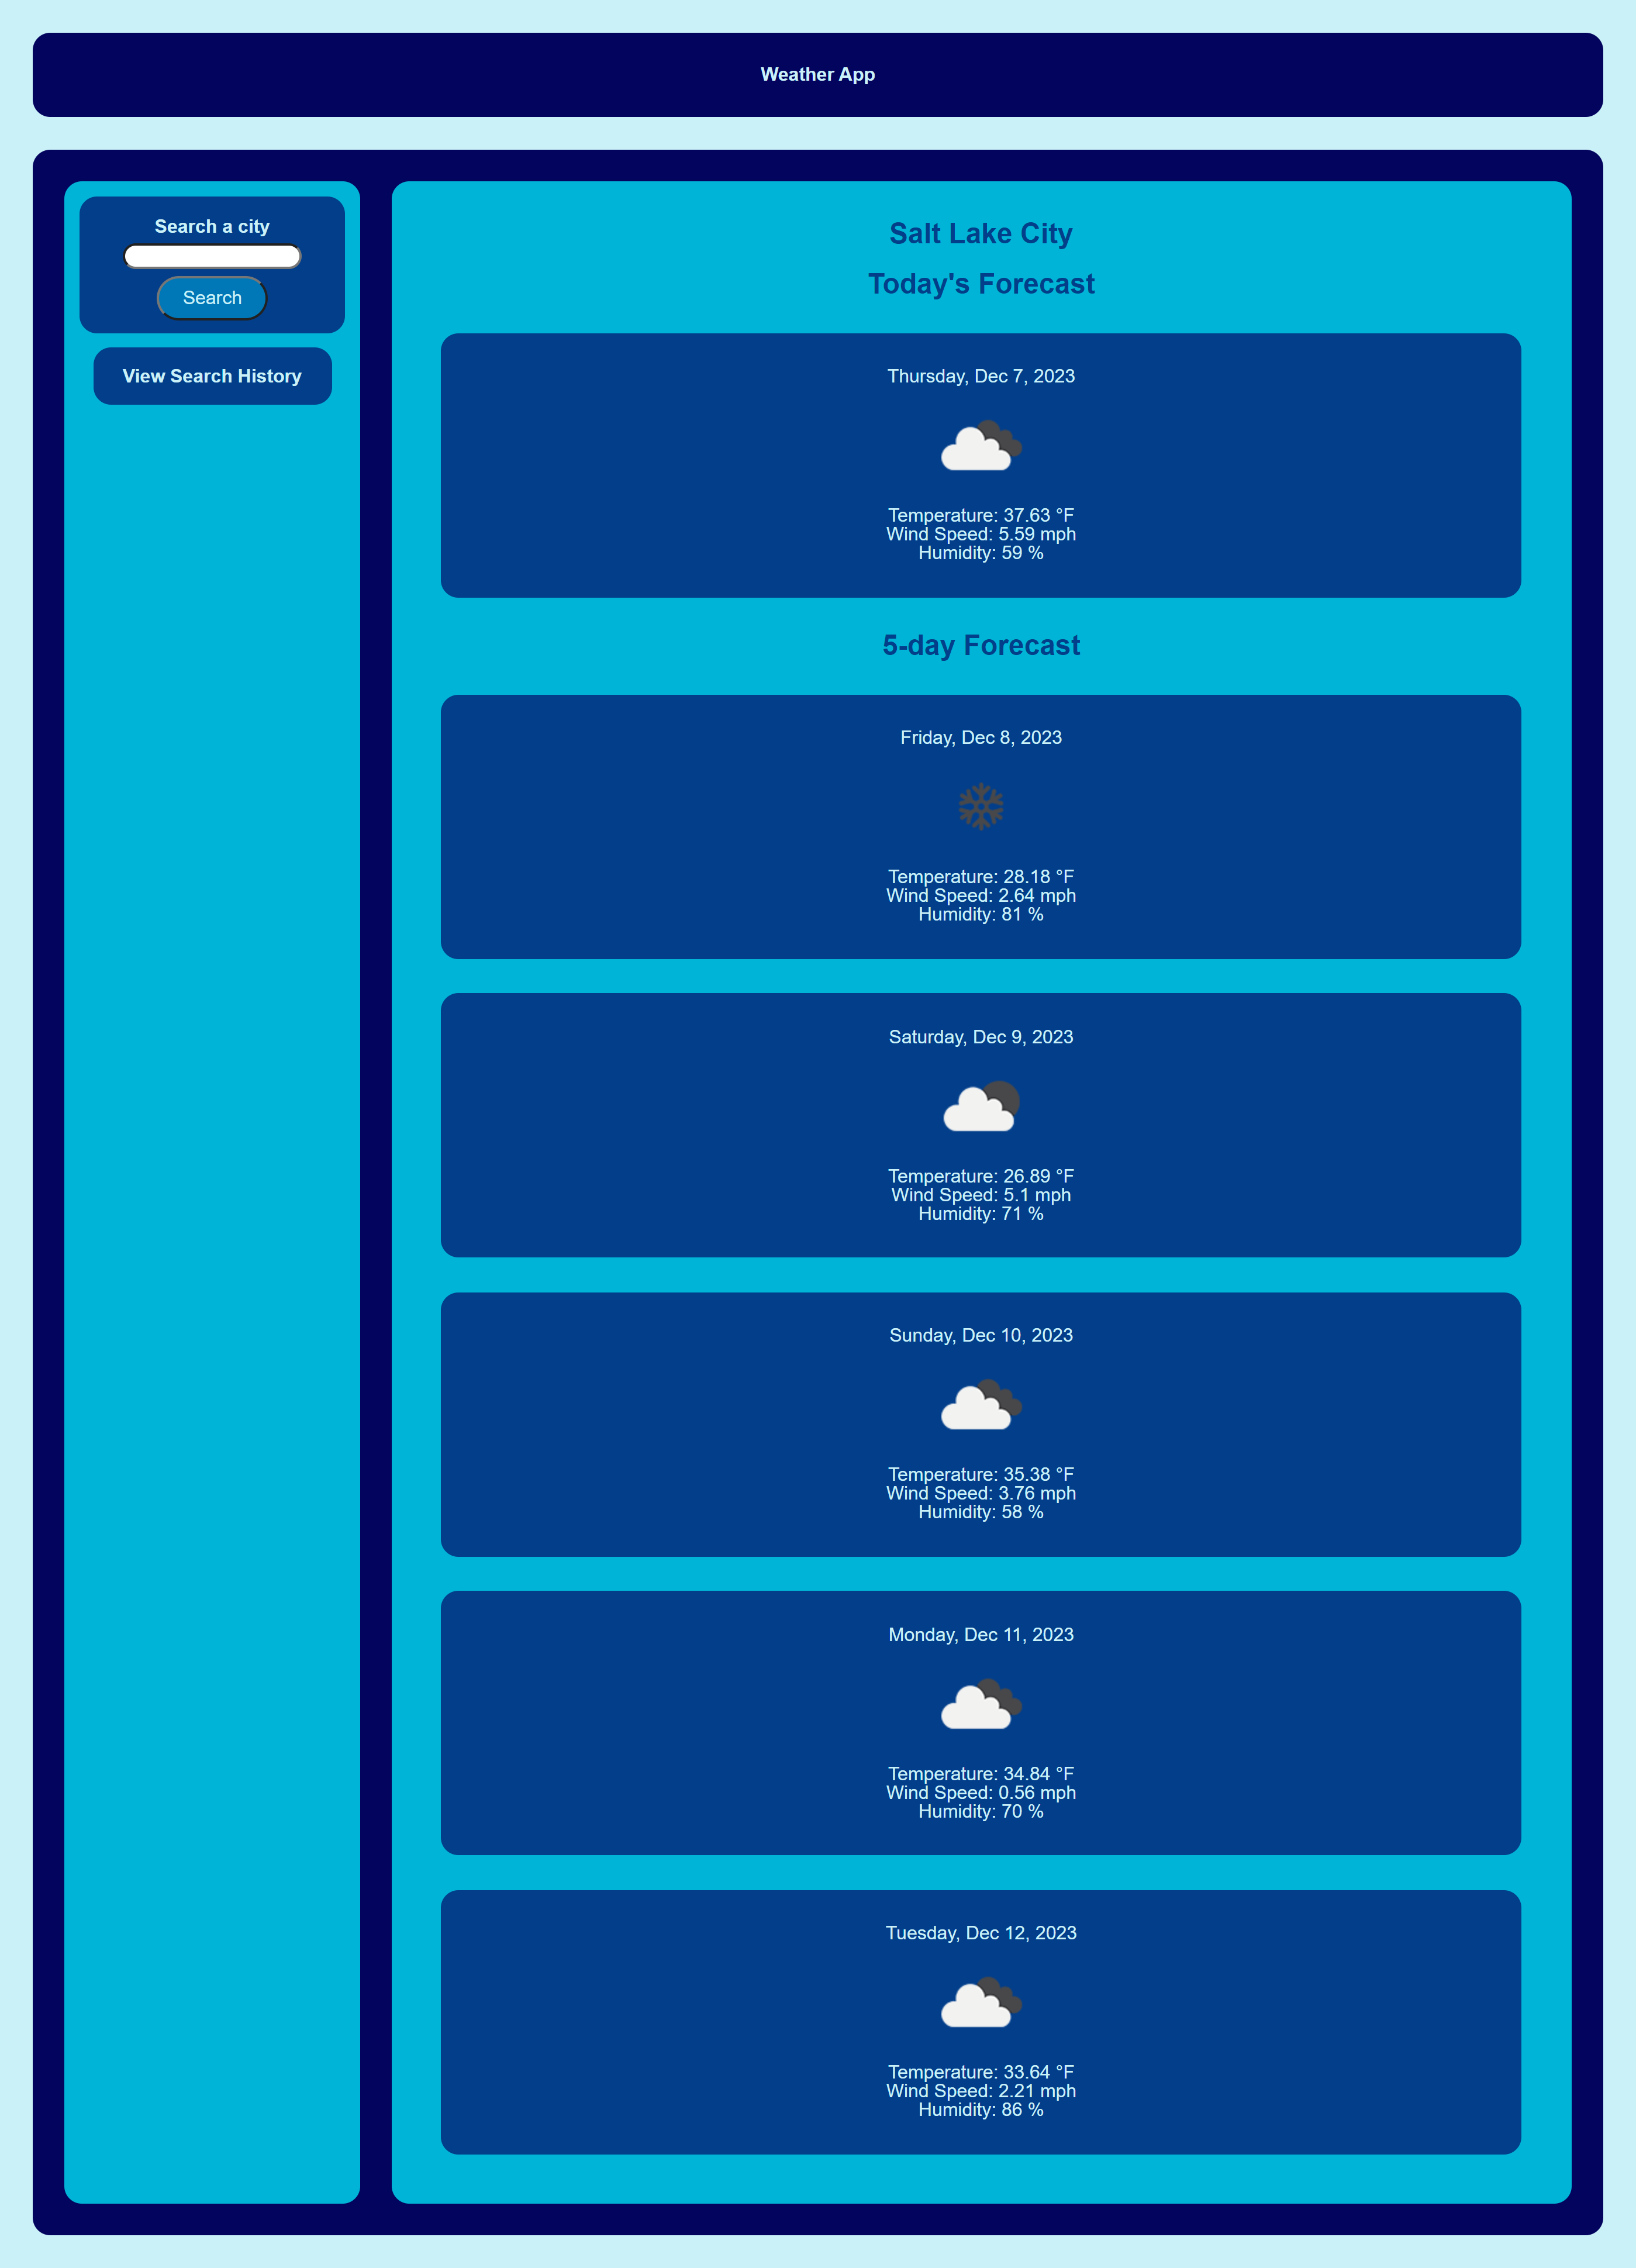 Weather App
Search a city
Search
View Search History
Salt Lake City
Today's Forecast
Thursday, Dec 7, 2023
Temperature: 37.63 °F
Wind Speed: 5.59 mph
Humidity: 59 %
5-day Forecast
Friday, Dec 8, 2023
Temperature: 28.18 °F
Wind Speed: 2.64 mph
Humidity: 81 %
Saturday, Dec 9, 2023
Temperature: 26.89 °F
Wind Speed: 5.1 mph
Humidity: 71 %
Sunday, Dec 10, 2023
Temperature: 35.38 °F
Wind Speed: 3.76 mph
Humidity: 58 %
Monday, Dec 11, 2023
Temperature: 34.84 °F
Wind Speed: 0.56 mph
Humidity: 70 %
Tuesday, Dec 12, 2023
Temperature: 33.64 °F
Wind Speed: 2.21 mph
Humidity: 86 %